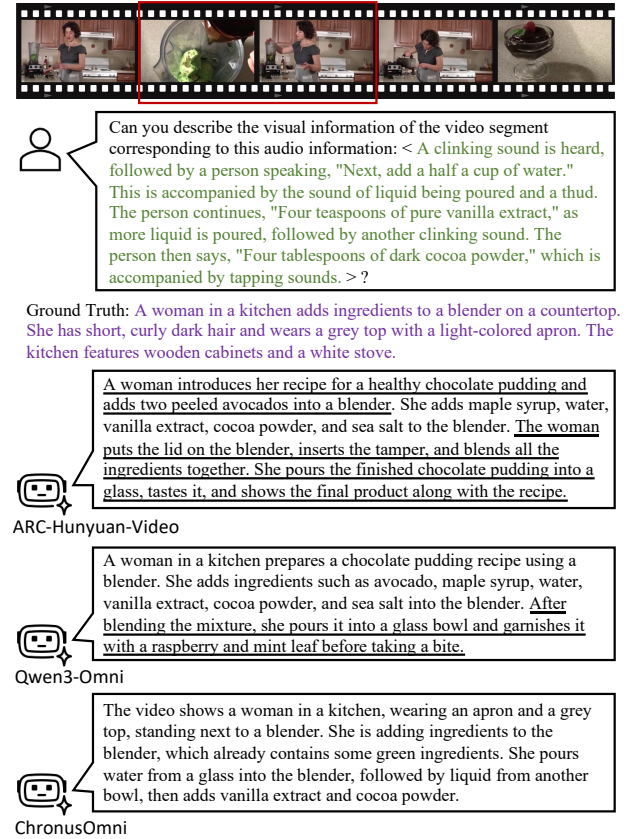 Can you describe the visual information of the video segment
corresponding to this audio information: < A clinking sound is heard,
followed by a person speaking, "Next, add a half a cup of water."
This is accompanied by the sound of liquid being poured and a thud.
The person continues, "Four teaspoons of pure vanilla extract," as
more liquid is poured, followed by another clinking sound. The
person then says, "Four tablespoons of dark cocoa powder," which is
accompanied by tapping sounds. > ?
Ground Truth: A woman in a kitchen adds ingredients to a blender on a countertop.
She has short, curly dark hair and wears a grey top with a light-colored apron. The
kitchen features wooden cabinets and a white stove.
A woman introduces her recipe for a healthy chocolate pudding and
adds two peeled avocados into a blender. She adds maple syrup, water,
vanilla extract, cocoa powder, and sea salt to the blender. The woman
puts the lid on the blender, inserts the tamper, and blends all the
ingredients together. She pours the finished chocolate pudding into a
glass, tastes it, and shows the final product along with the recipe.
ARC-Hunyuan-Video
A woman in a kitchen prepares a chocolate pudding recipe using a
blender. She adds ingredients such as avocado, maple syrup, water,
vanilla extract, cocoa powder, and sea salt into the blender. After
blending the mixture, she pours it into a glass bowl and garnishes it
with a raspberry and mint leaf before taking a bite.
Qwen3-Omni
The video shows a woman in a kitchen, wearing an apron and a grey
top, standing next to a blender. She is adding ingredients to the
blender, which already contains some green ingredients. She pours
water from a glass into the blender, followed by liquid from another
bowl, then adds vanilla extract and cocoa powder.
ChronusOmni